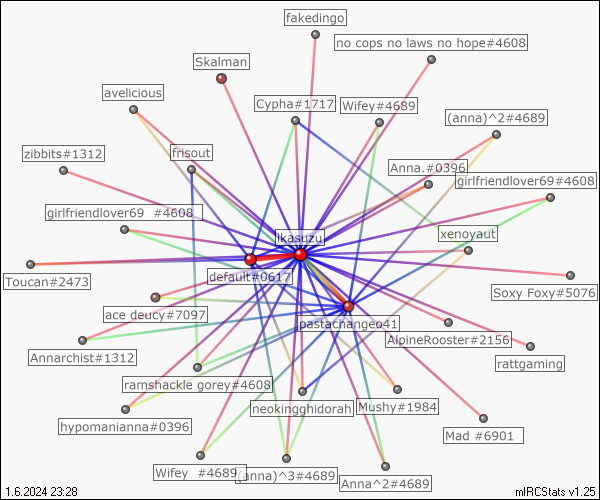 fakedingo
no cops no laws no hope#4608
Skalman
avelicious
Cypha#1717
Wifey#4689
(anna)^2#4689
zibbits#1312
frisout
Anna.#0396
girlfriendlover69#4608
girlfriendlover69 #4608
ikasuzu
xenoyaut
Toucan#2473
default#0617
Soxy Foxy#5076
ace deucy#7097
pastachangeo41
AlpineRooster#2156
Annarchist#1312
rattgaming
ramshackle gorey#4608
neokingghidorah
Mushy#1984
hypomanianna#0396
Mad #6901
Wifey #4689
(anna)^3#4689
Anna^2#4689
1.6.2024 23:28
mIRCStats v1.25